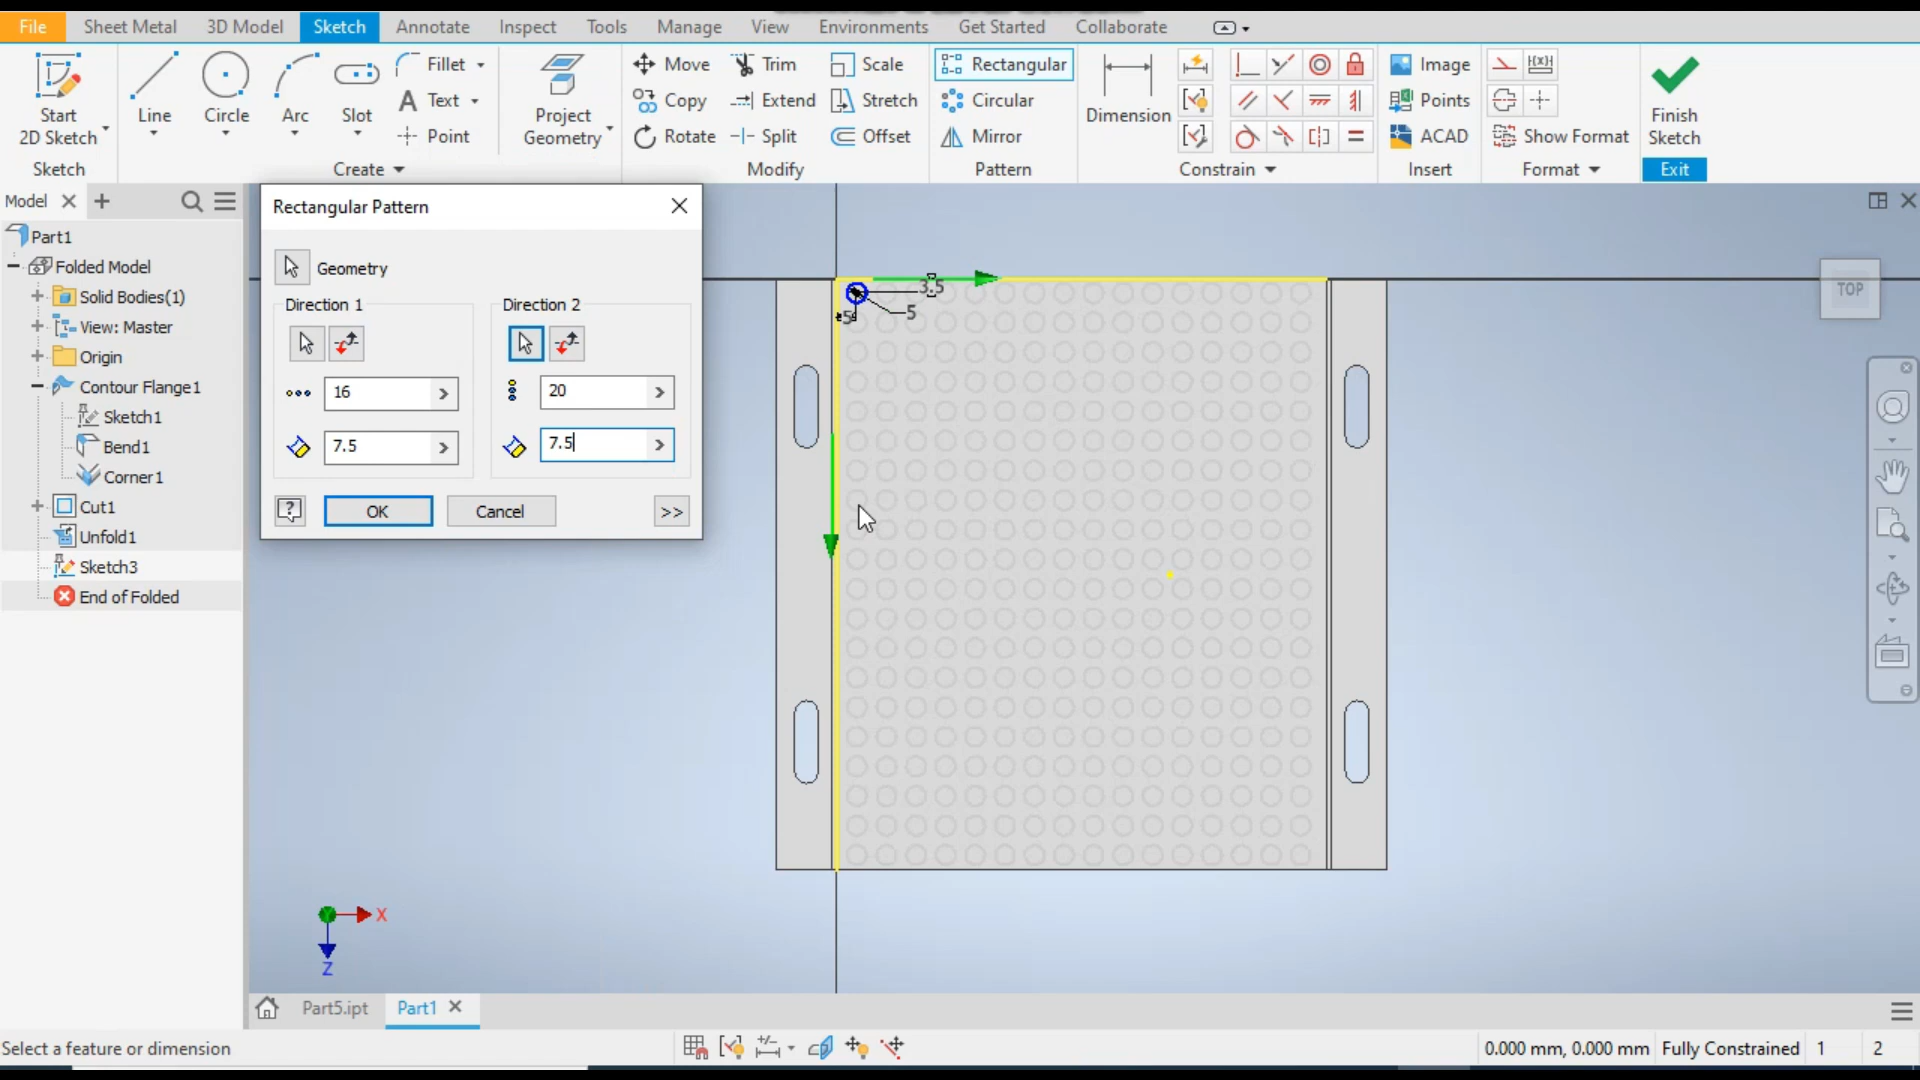 File Sheet Metal 3D Model Sketch Annotate Inspect Tools Manage View Environments Get Started Collaborate
Start 2D Sketch
Line
Circle
Arc
Slot
Fillet
Text
Point
Project Geometry
Move
Copy
Rotate
Trim
Extend
Split
Scale
Stretch
Offset
Rectangular
Circular
Mirror
Dimension
Image
Points
ACAD
Show Format
Finish Sketch
Sketch Create Modify Pattern Constrain Insert Format Exit
Model
Part1
Folded Model
Solid Bodies(1)
View: Master
Origin
Contour Flange1
Sketch1
Bend1
Corner1
Cut1
Unfold1
Sketch3
End of Folded
Rectangular Pattern
Geometry
Direction 1
Direction 2
16
20
7.5
7.5
?
OK
Cancel
>>
3.5
5
5
TOP
X
Z
Part5.ipt
Part1
Select a feature or dimension
0.000 mm, 0.000 mm
Fully Constrained
1
2